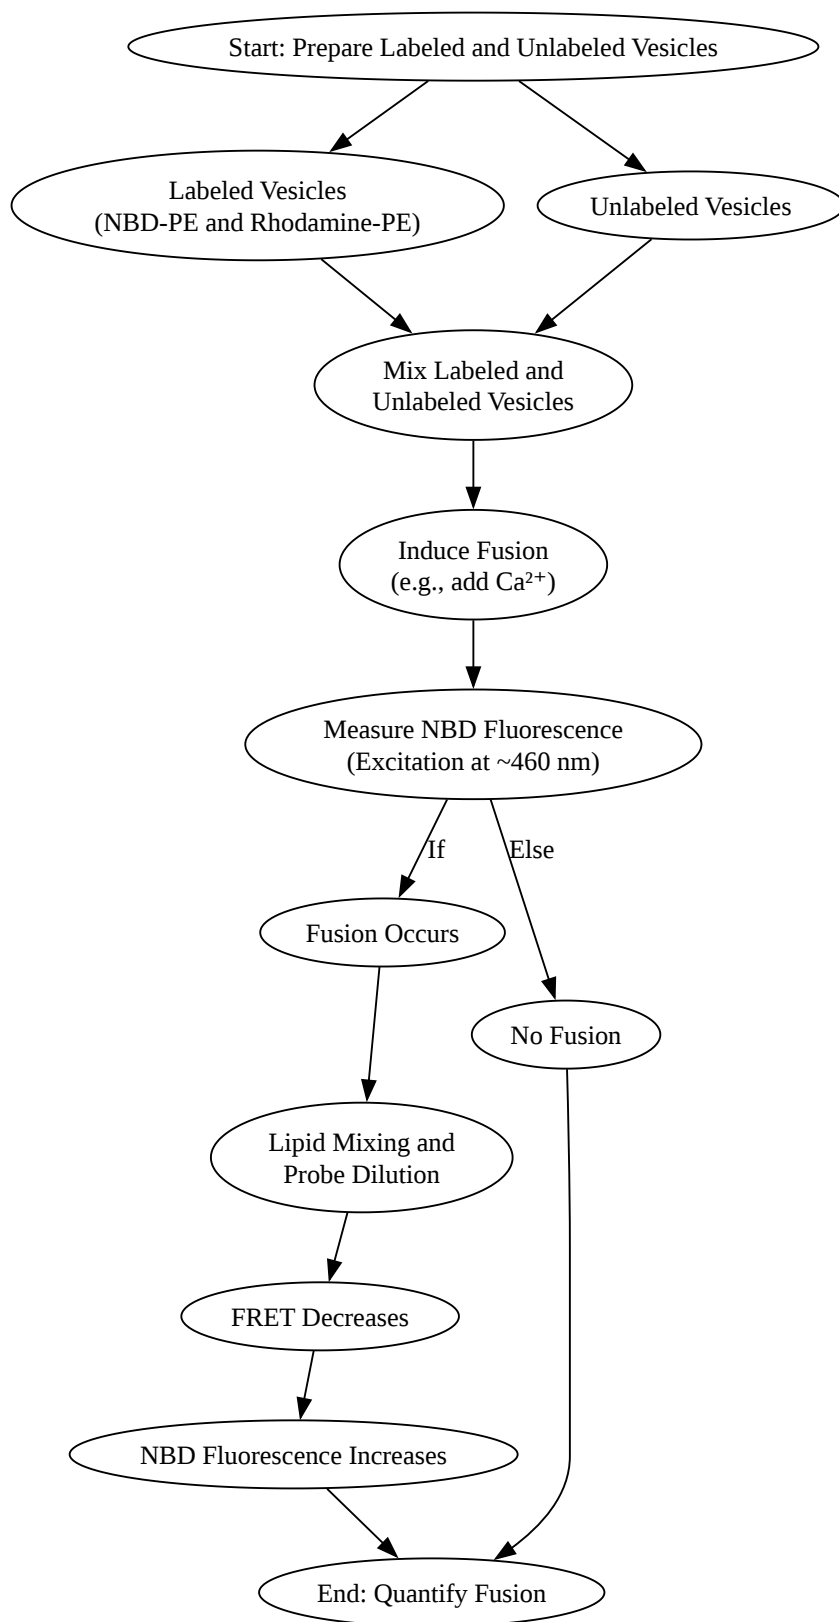 Start: Prepare Labeled and Unlabeled Vesicles
Labeled Vesicles
(NBD-PE and Rhodamine-PE)
Unlabeled Vesicles
Mix Labeled and
Unlabeled Vesicles
Induce Fusion
(e.g., add Ca²⁺)
Measure NBD Fluorescence
(Excitation at ~460 nm)
If
Else
Fusion Occurs
No Fusion
Lipid Mixing and
Probe Dilution
FRET Decreases
NBD Fluorescence Increases
End: Quantify Fusion